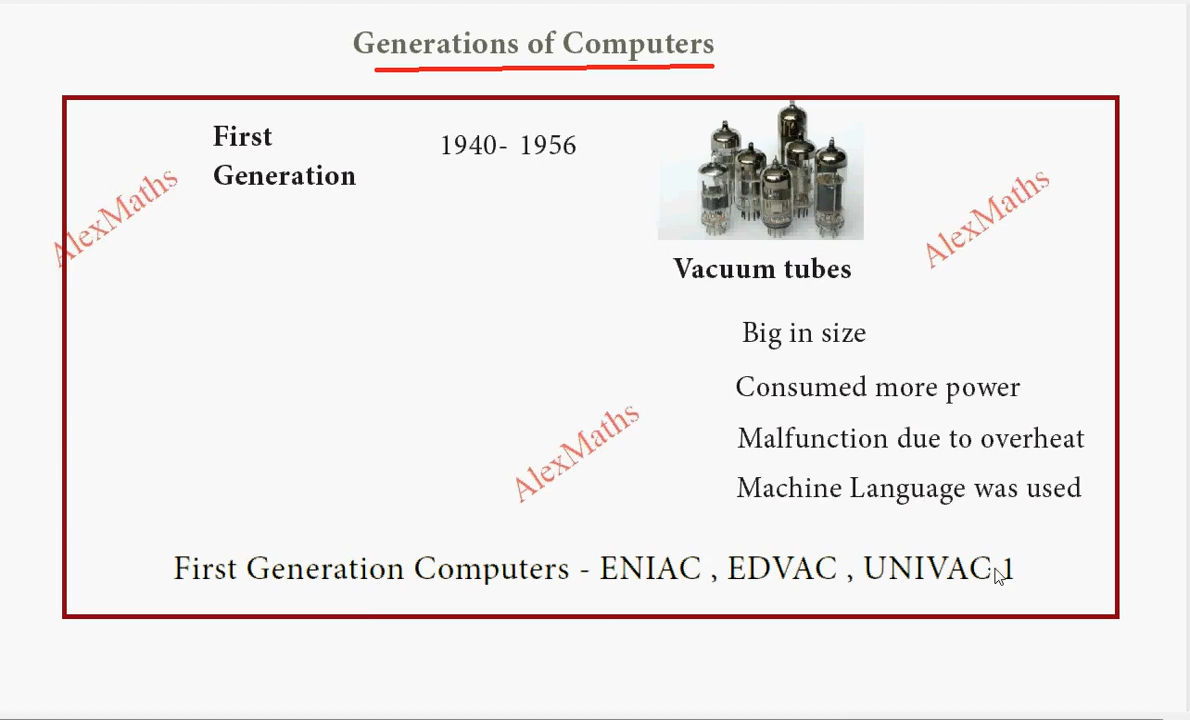 Generations of Computers
First
Generation
1940- 1956
AlexMaths
AlexMaths
Vacuum tubes
Big in size
Consumed more power
AlexMaths
Malfunction due to overheat
Machine Language was used
First Generation Computers - ENIAC , EDVAC , UNIVAC 1